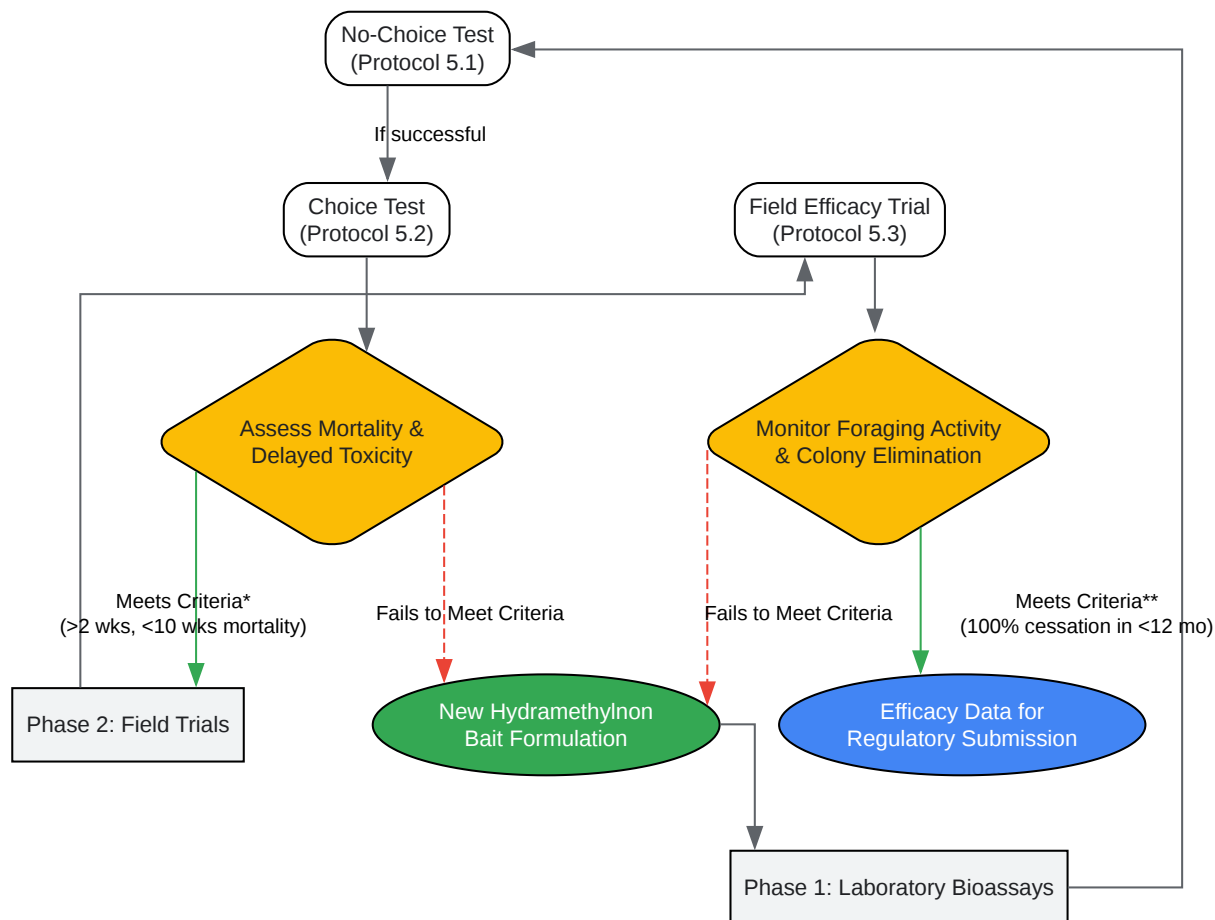 No-Choice Test
(Protocol 5.1)
If successful
Choice Test
(Protocol 5.2)
Field Efficacy Trial
(Protocol 5.3)
Assess Mortality &
Delayed Toxicity
Monitor Foraging Activity
& Colony Elimination
Meets Criteria*
(>2 wks, <10 wks mortality)
Fails to Meet Criteria
Fails to Meet Criteria
Meets Criteria**
(100% cessation in <12 mo)
Phase 2: Field Trials
New Hydramethylnon
Bait Formulation
Efficacy Data for
Regulatory Submission
Phase 1: Laboratory Bioassays